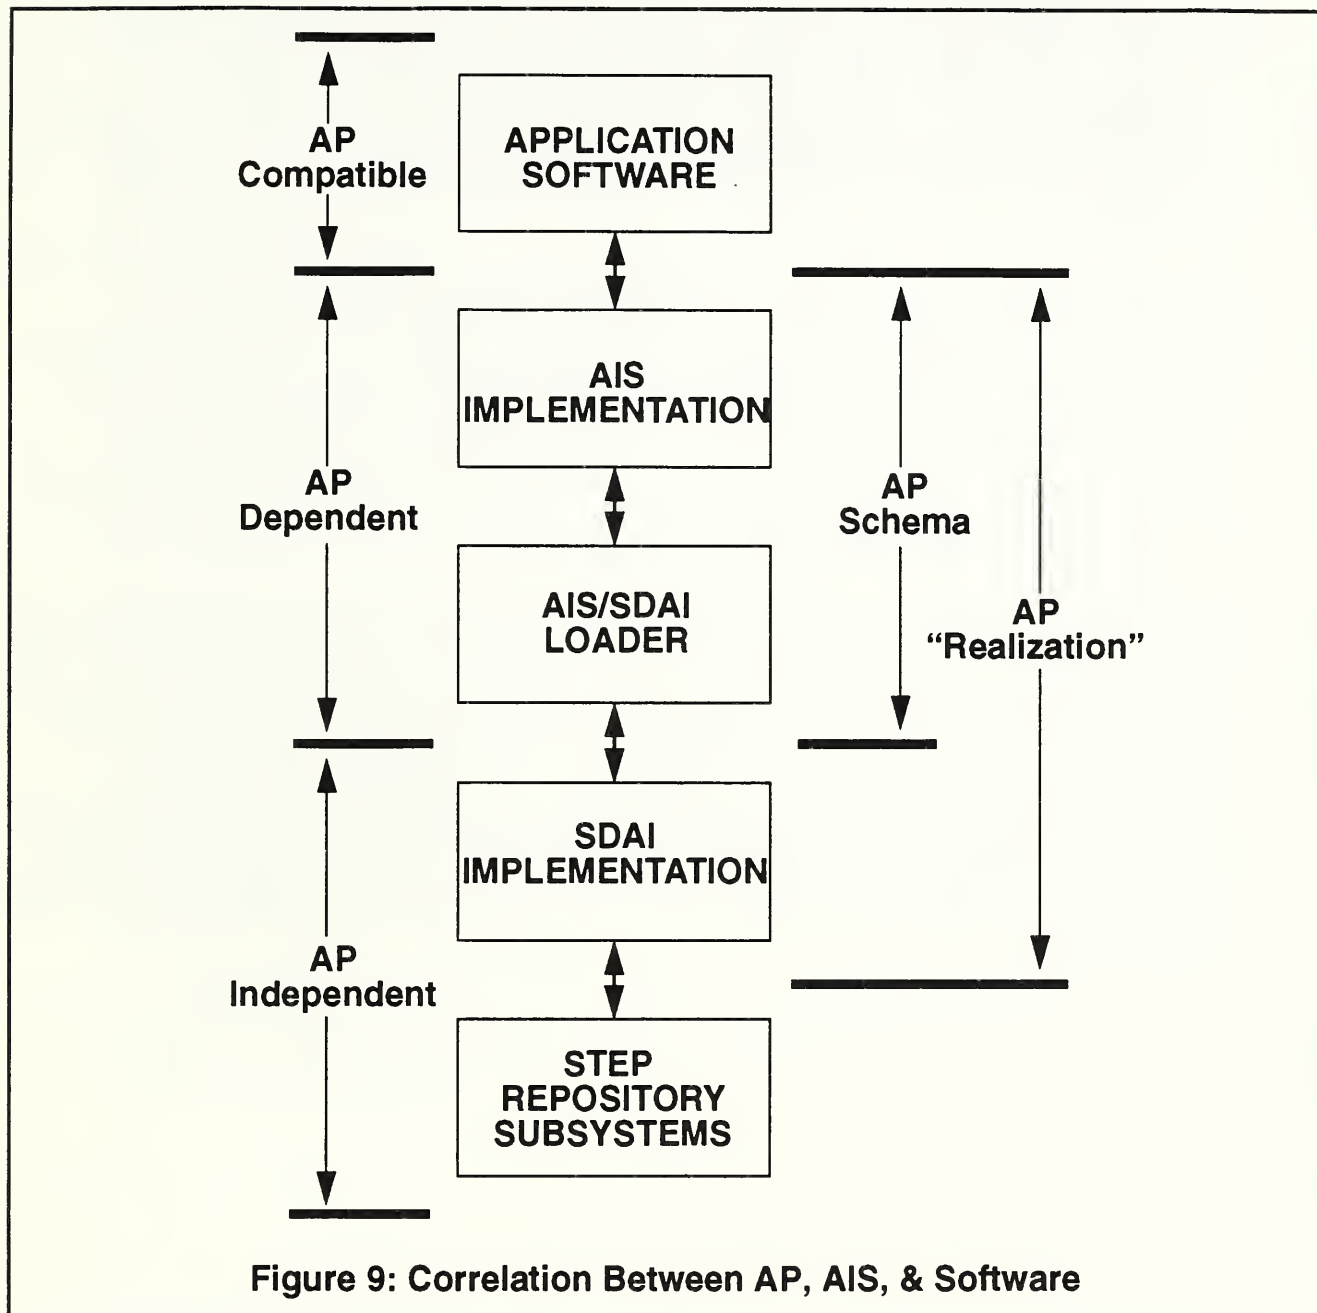 AP
Compatible
APPLICATION
SOFTWARE
AIS
IMPLEMENTATION
AP
Dependent
AP
Schema
AIS/SDAI
LOADER
AP
“Realization”
SDAI
IMPLEMENTATION
AP
Independent
STEP
REPOSITORY
SUBSYSTEMS
Figure 9: Correlation Between AP, AIS, & Software